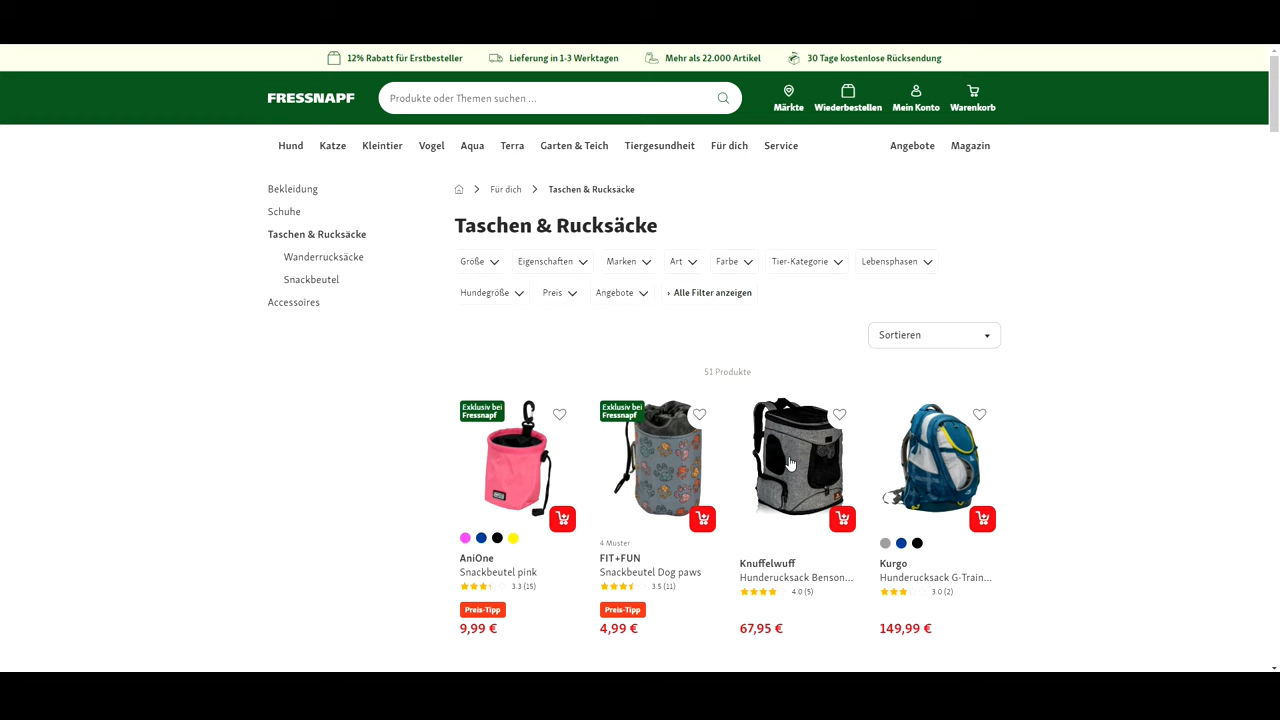 12% Rabatt für Erstbesteller
Lieferung in 1-3 Werktagen
Mehr als 22.000 Artikel
30 Tage kostenlose Rücksendung
FRESSNAPF
Produkte oder Themen suchen ...
Märkte
Wiederbestellen
Mein Konto
Warenkorb
Hund
Katze
Kleintier
Vogel
Aqua
Terra
Garten & Teich
Tiergesundheit
Für dich
Service
Angebote
Magazin
Bekleidung
Schuhe
Taschen & Rucksäcke
Wanderrucksäcke
Snackbeutel
Accessoires
Für dich
Taschen & Rucksäcke
Taschen & Rucksäcke
Größe
Eigenschaften
Marken
Art
Farbe
Tier-Kategorie
Lebensphasen
Hundegröße
Preis
Angebote
› Alle Filter anzeigen
Sortieren
51 Produkte
Exklusiv bei
Fressnapf
AniOne
Snackbeutel pink
3.3 (15)
Preis-Tipp
9,99 €
Exklusiv bei
Fressnapf
4 Muster
FIT+FUN
Snackbeutel Dog paws
3.5 (11)
Preis-Tipp
4,99 €
Knuffelwuff
Hunderucksack Benson...
4.0 (5)
67,95 €
Kurgo
Hunderucksack G-Train...
3.0 (2)
149,99 €